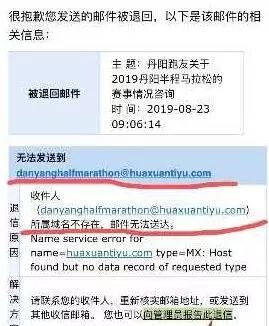 很抱歉您发送的邮件被退回，以下是该邮件的相
关信息：
被退回邮件
主 题：丹阳跑友关于
2019丹阳半程马拉松的
赛事情况咨询
时 间：2019-08-23
09:06:14
无法发送到
danyanghalfmarathon@huaxuantiyu.com
退信原因
收件人
（danyanghalfmarathon@huaxuantiyu.com）
所属域名不存在，邮件无法送达。
Name service error for
name=huaxuantiyu.com type=MX: Host
found but no data record of requested type
解决方
请联系您的收件人，重新核实邮箱地址，或发送到
其他收信邮箱。 您也可以向管理员报告此退信.